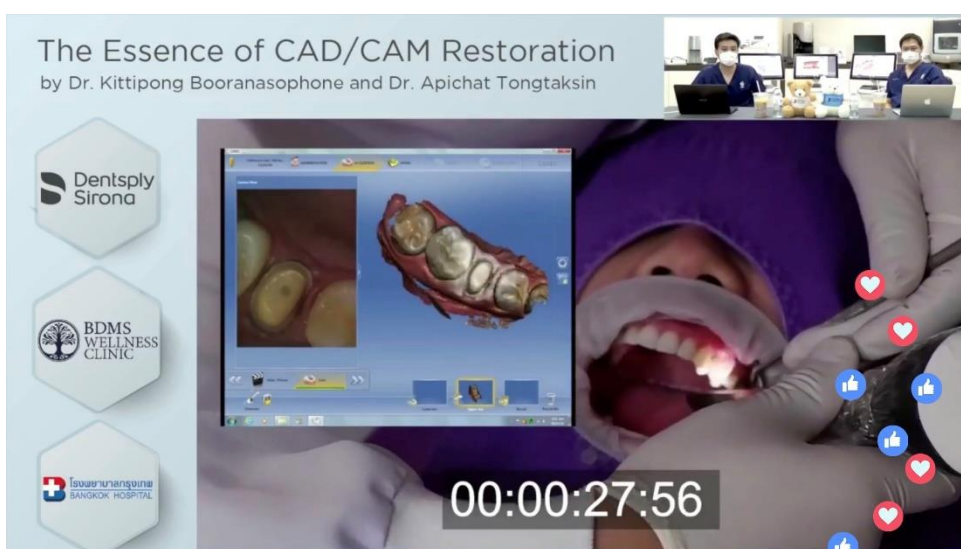 The Essence of CAD/CAM Restoration
by Dr. Kittipong Booranasophone and Dr. Apichat Tongtaksin
Dentsply
Sirona
BDMS
WELLNESS
CLINIC
โรงพยาบาลกรุงเทพ
BANGKOK HOSPITAL
00:00:27:56